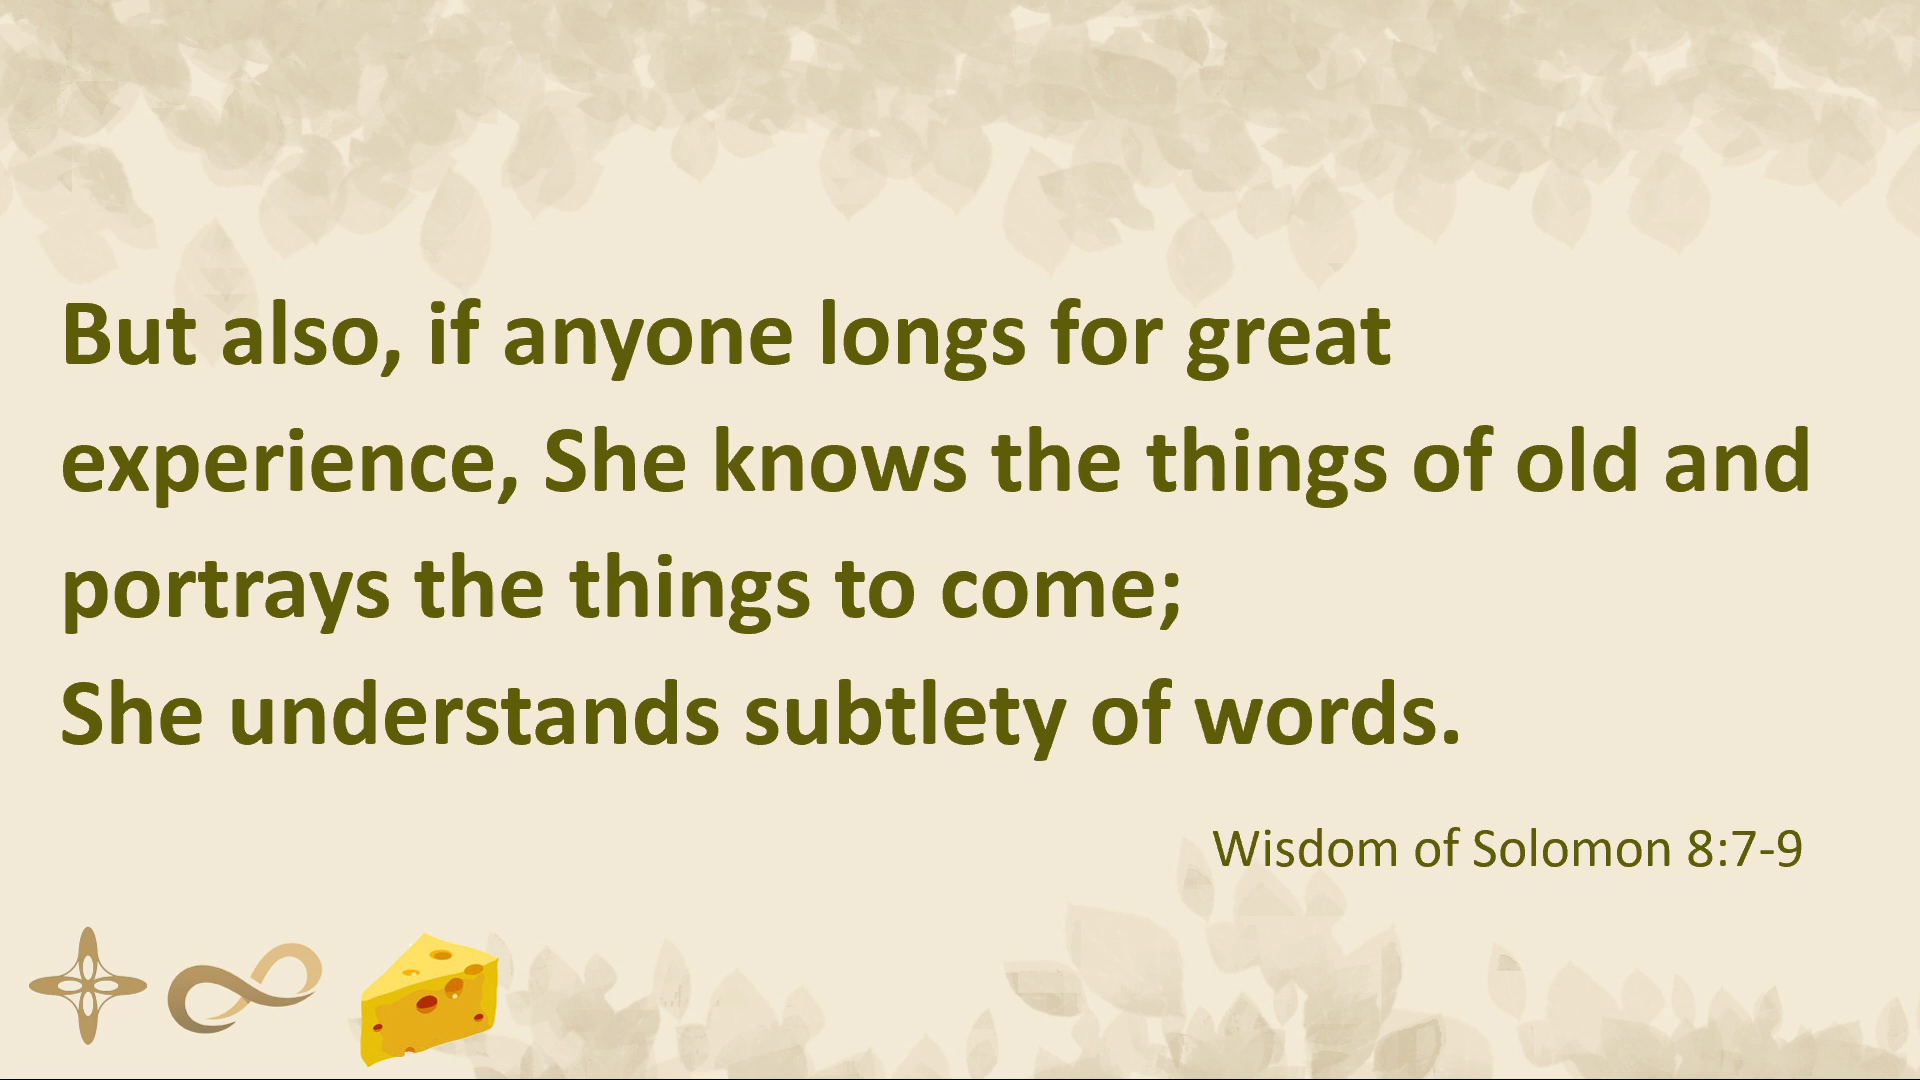 But also, if anyone longs for great
experience, She knows the things of old and
portrays the things to come;
She understands subtlety of words.
Wisdom of Solomon 8:7-9